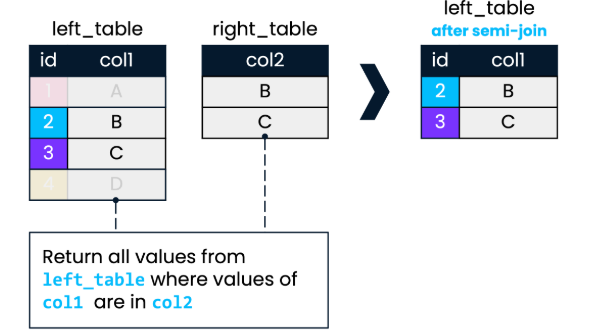 left_table
right_table
left_table
after semi-join
id col1
col2
id col1
1 A
B
2 B
2 B
C
3 C
3 C
4 D
Return all values from
left_table where values of
col1 are in col2